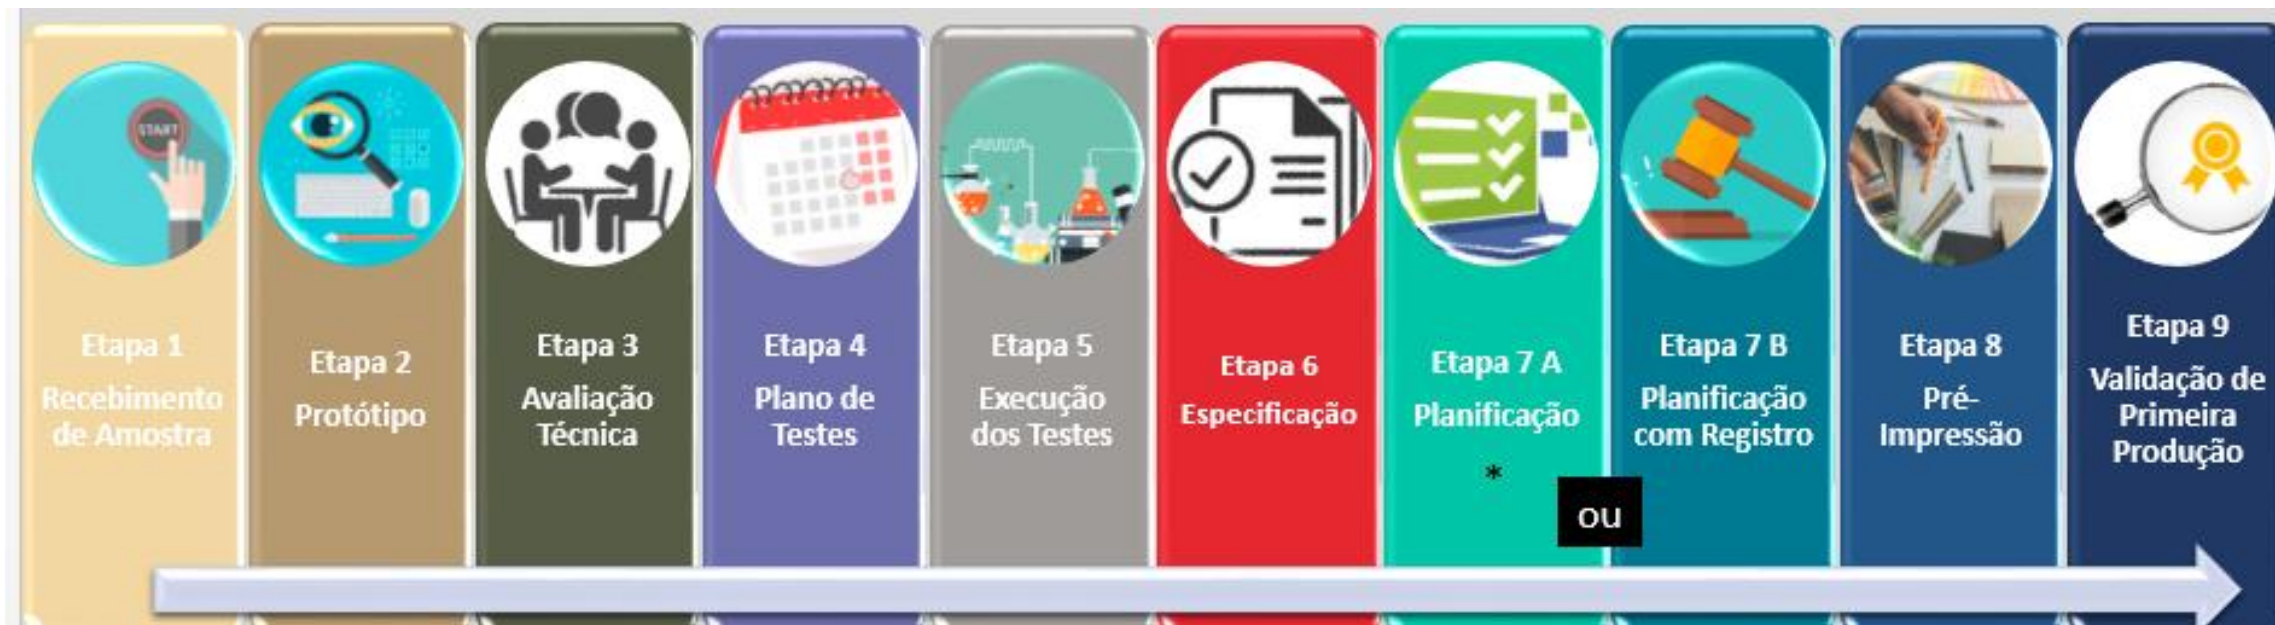 START
Etapa 1
Recebimento
de Amostra
Etapa 2
Protótipo
Etapa 3
Avaliação
Técnica
Etapa 4
Plano de
Testes
Etapa 5
Execução
dos Testes
Etapa 6
Especificação
Etapa 7 A
Planificação
*
ou
Etapa 7 B
Planificação
com Registro
Etapa 8
Pré-
Impressão
Etapa 9
Validação de
Primeira
Produção